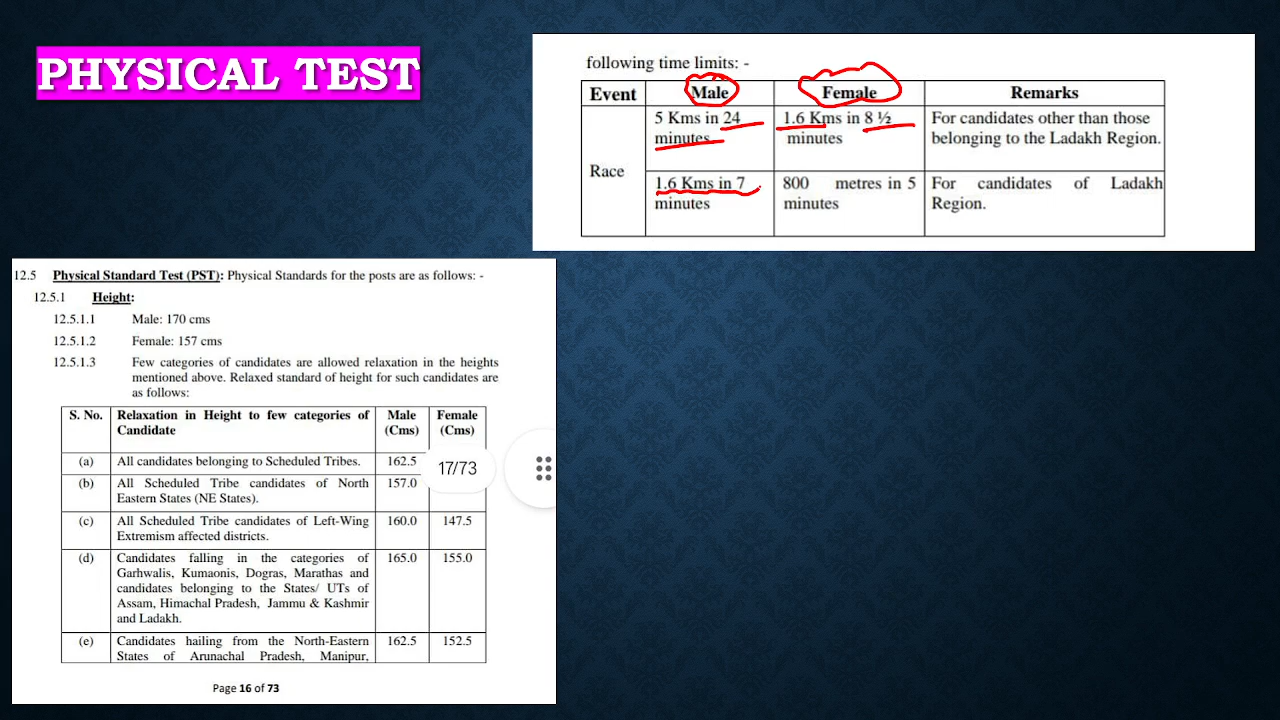 PHYSICAL TEST
following time limits: -
Event Male Female Remarks
Race
5 Kms in 24
minutes
1.6 Kms in 8 ½
minutes
For candidates other than those
belonging to the Ladakh Region.
1.6 Kms in 7
minutes
800 metres in 5
minutes
For candidates of Ladakh
Region.
12.5 Physical Standard Test (PST): Physical Standards for the posts are as follows: -
12.5.1 Height:
12.5.1.1 Male: 170 cms
12.5.1.2 Female: 157 cms
12.5.1.3 Few categories of candidates are allowed relaxation in the heights
mentioned above. Relaxed standard of height for such candidates are
as follows:
S. No. Relaxation in Height to few categories of Male Female
Candidate (Cms) (Cms)
(a) All candidates belonging to Scheduled Tribes. 162.5
17/73
(b) All Scheduled Tribe candidates of North 157.0
Eastern States (NE States).
(c) All Scheduled Tribe candidates of Left-Wing 160.0 147.5
Extremism affected districts.
(d) Candidates falling in the categories of 165.0 155.0
Garhwalis, Kumaonis, Dogras, Marathas and
candidates belonging to the States/ UTs of
Assam, Himachal Pradesh, Jammu & Kashmir
and Ladakh.
(e) Candidates hailing from the North-Eastern 162.5 152.5
States of Arunachal Pradesh, Manipur,
Page 16 of 73